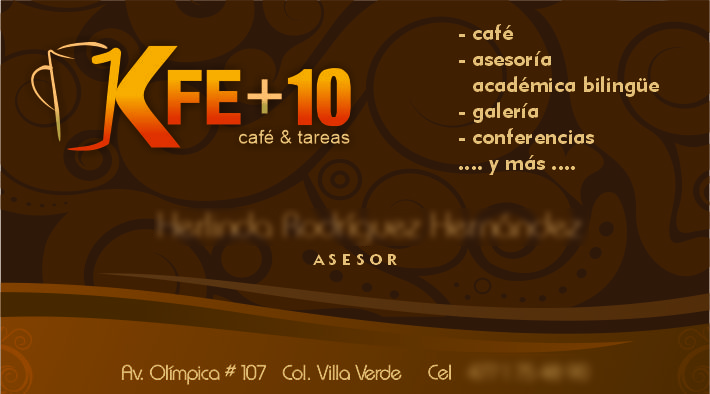 KFE+10
café & tareas
- café
- asesoría
académica bilingüe
- galería
- conferencias
.... y más ....
ASESOR
Av. Olímpica # 107 Col. Villa Verde Cel